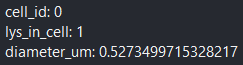 cell_id: 0
lys_in_cell: 1
diameter_um: 0.5273499715328217